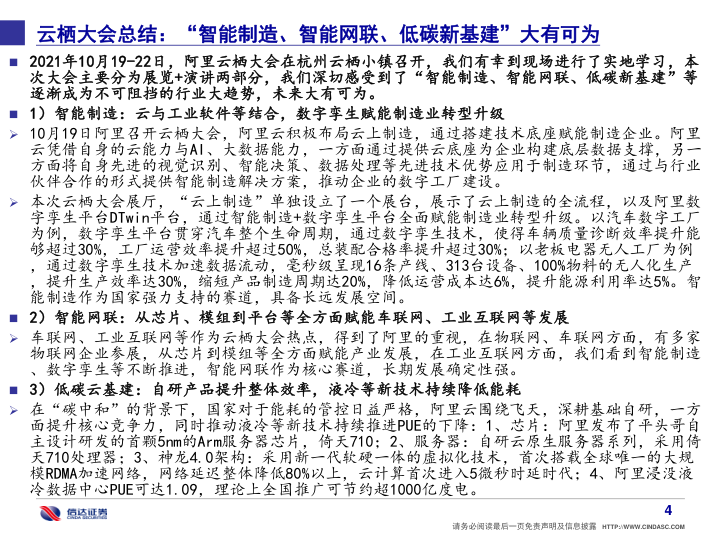 云栖大会总结：“智能制造、智能网联、低碳新基建”大有可为
2021年10月19-22日，阿里云栖大会在杭州云栖小镇召开，我们有幸到现场进行了实地学习，本
次大会主要分为展览+演讲两部分，我们深切感受到了“智能制造、智能网联、低碳新基建”等
逐渐成为不可阻挡的行业大趋势，未来大有可为。
1）智能制造：云与工业软件等结合，数字孪生赋能制造业转型升级
10月19日阿里召开云栖大会，阿里云积极布局云上制造，通过搭建技术底座赋能制造企业。阿里
云凭借自身的云能力与AI、大数据能力，一方面通过提供云底座为企业构建底层数据支撑，另一
方面将自身先进的视觉识别、智能决策、数据处理等先进技术优势应用于制造环节，通过与行业
伙伴合作的形式提供智能制造解决方案，推动企业的数字工厂建设。
本次云栖大会展厅，“云上制造”单独设立了一个展台，展示了云上制造的全流程，以及阿里数
字孪生平台DTwin平台，通过智能制造+数字孪生平台全面赋能制造业转型升级。以汽车数字工厂
为例，数字孪生平台贯穿汽车整个生命周期，通过数字孪生技术，使得车辆质量诊断效率提升能
够超过30%，工厂运营效率提升超过50%，总装配合格率提升超过30%；以老板电器无人工厂为例
，通过数字孪生技术加速数据流动，毫秒级呈现16条产线、313台设备、100%物料的无人化生产
，提升生产效率达30%，缩短产品制造周期达20%，降低运营成本达6%，提升能源利用率达5%。智
能制造作为国家强力支持的赛道，具备长远发展空间。
2）智能网联：从芯片、模组到平台等全方面赋能车联网、工业互联网等发展
车联网、工业互联网等作为云栖大会热点，得到了阿里的重视，在物联网、车联网方面，有多家
物联网企业参展，从芯片到模组等全方面赋能产业发展，在工业互联网方面，我们看到智能制造
、数字孪生等不断推进，智能网联作为核心赛道，长期发展确定性强。
3）低碳云基建：自研产品提升整体效率，液冷等新技术持续降低能耗
在“碳中和”的背景下，国家对于能耗的管控日益严格，阿里云围绕飞天，深耕基础自研，一方
面提升核心竞争力，同时推动液冷等新技术持续推进PUE的下降：1、芯片：阿里发布了平头哥自
主设计研发的首颗5nm的Arm服务器芯片，倚天710；2、服务器：自研云原生服务器系列，采用倚
天710处理器；3、神龙4.0架构：采用新一代软硬一体的虚拟化技术，首次搭载全球唯一的大规
模RDMA加速网络，网络延迟整体降低80%以上，云计算首次进入5微秒时延时代；4、阿里浸没液
冷数据中心PUE可达1.09，理论上全国推广可节约超1000亿度电。
信达证券
CINDA SECURITIES
4
请务必阅读最后一页免责声明及信息披露 HTTP://WWW.CINDASC.COM